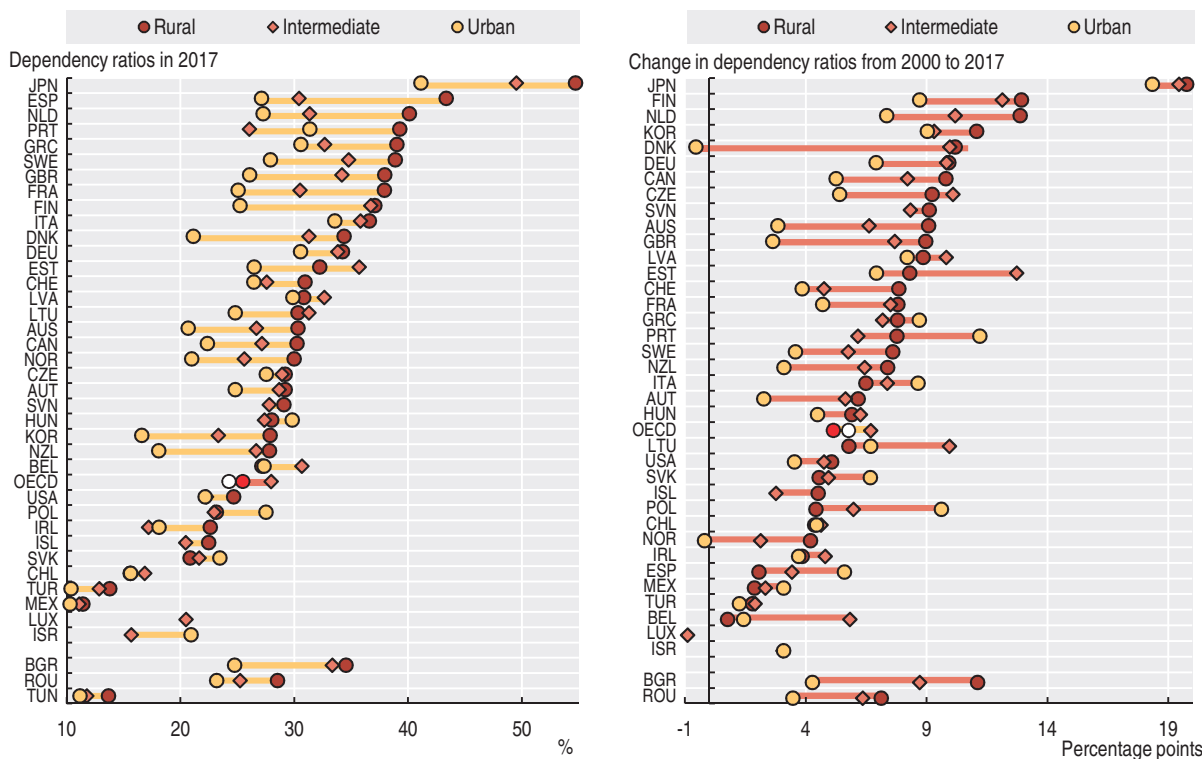 Rural Intermediate Urban
Dependency ratios in 2017
JPN
ESP
NLD
PRT
GRC
SWE
GBR
FRA
FIN
ITA
DNK
DEU
EST
CHE
LVA
LTU
AUS
CAN
NOR
CZE
AUT
SVN
HUN
KOR
NZL
BEL
OECD
USA
POL
IRL
ISL
SVK
CHL
TUR
MEX
LUX
ISR
BGR
ROU
TUN
10 20 30 40 50
%
Rural Intermediate Urban
Change in dependency ratios from 2000 to 2017
JPN
FIN
NLD
KOR
DNK
DEU
CAN
CZE
SVN
AUS
GBR
LVA
EST
CHE
FRA
GRC
PRT
SWE
NZL
ITA
AUT
HUN
OECD
LTU
USA
SVK
ISL
POL
CHL
NOR
IRL
ESP
MEX
TUR
BEL
LUX
ISR
BGR
ROU
-1 4 9 14 19
Percentage points